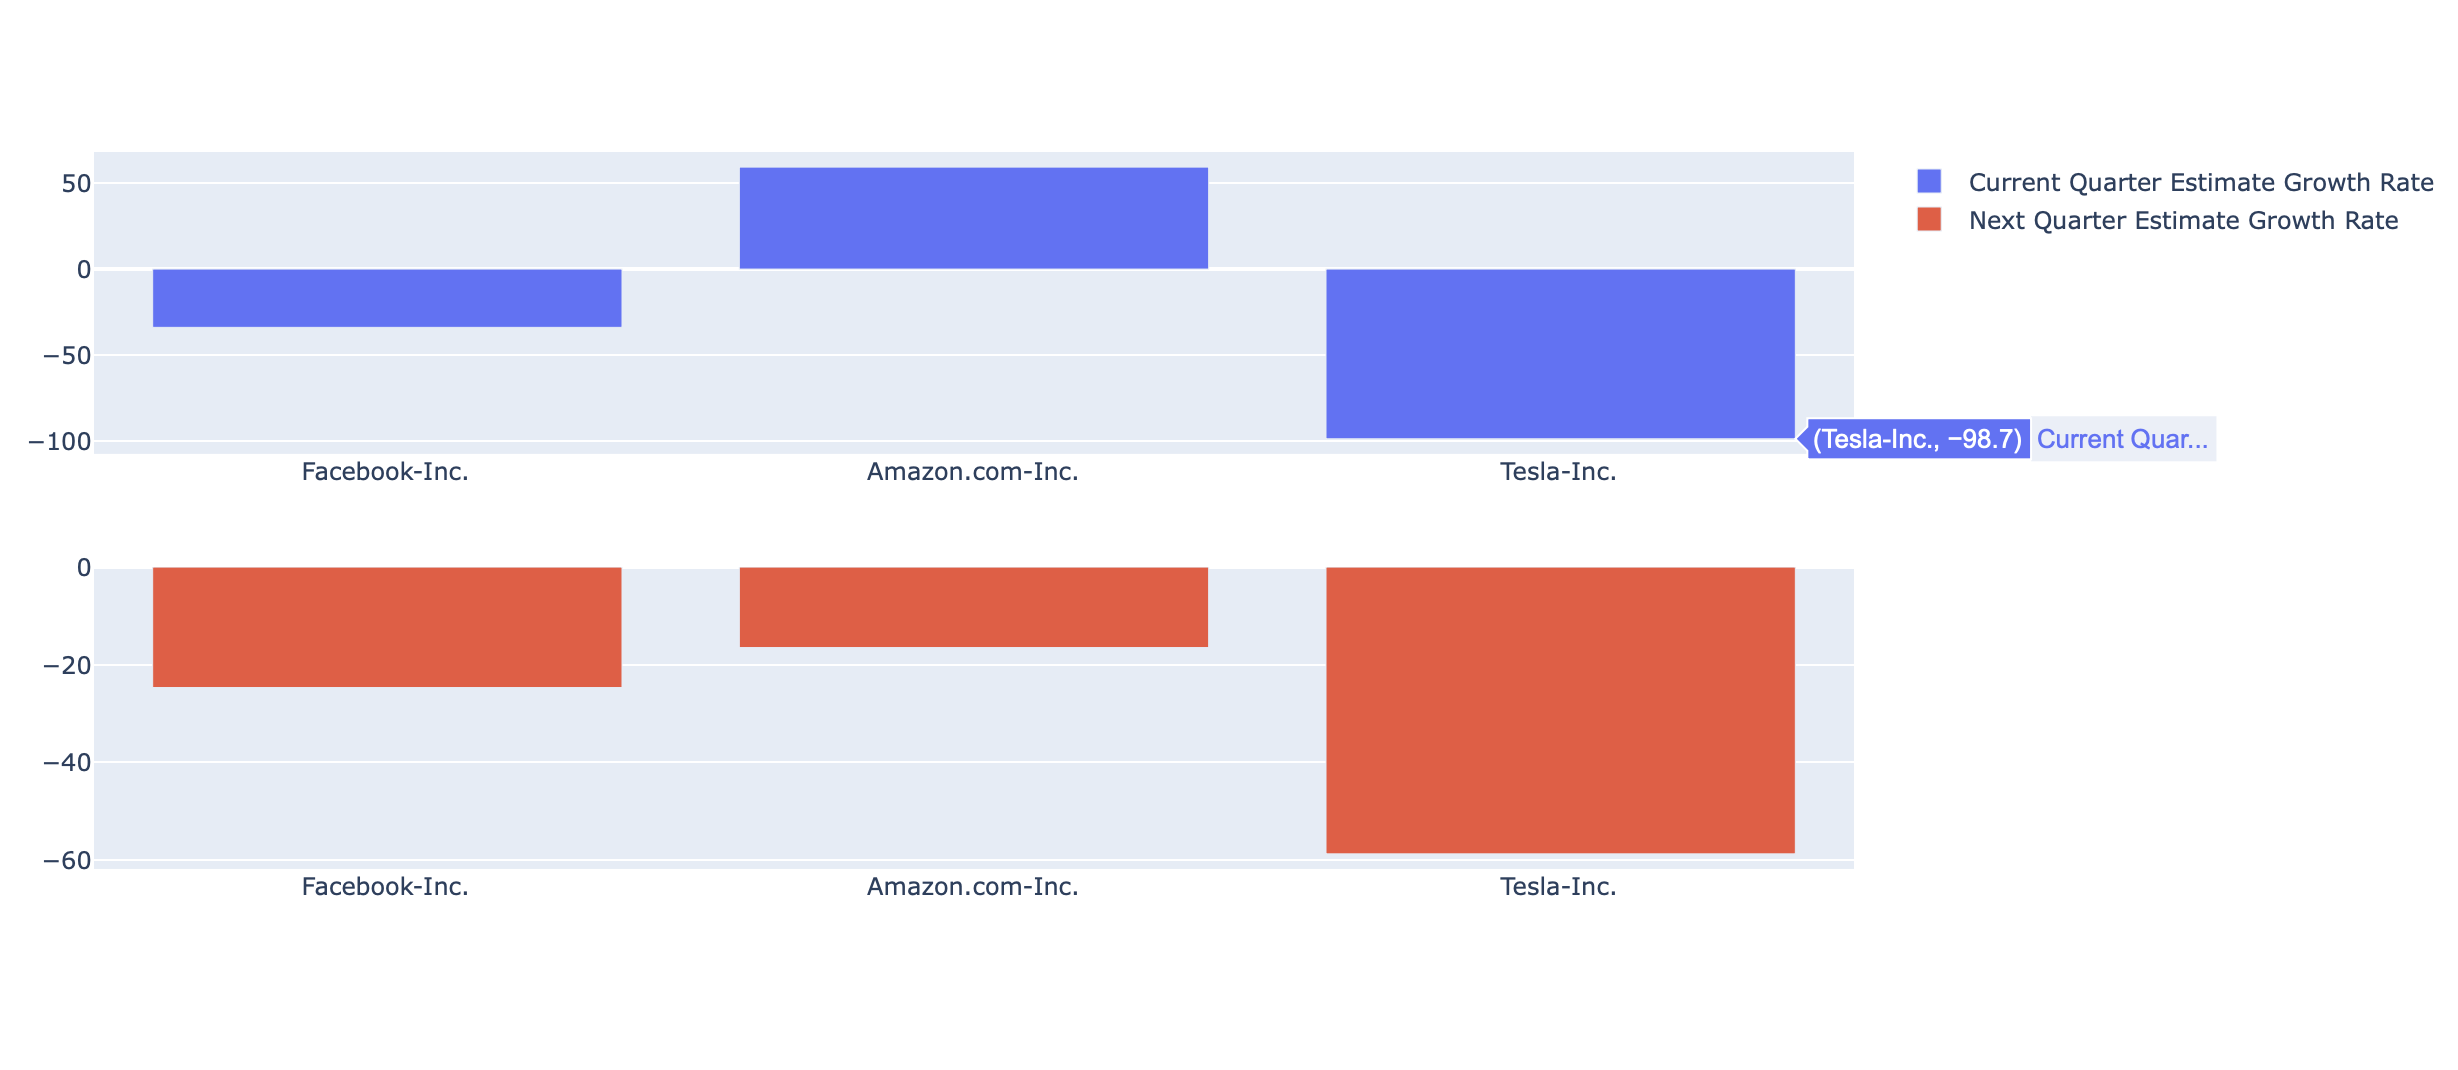 50
0
−50
−100
Facebook-Inc.
Amazon.com-Inc.
Tesla-Inc.
Current Quarter Estimate Growth Rate
Next Quarter Estimate Growth Rate
(Tesla-Inc., −98.7) Current Quar...
0
−20
−40
−60
Facebook-Inc.
Amazon.com-Inc.
Tesla-Inc.